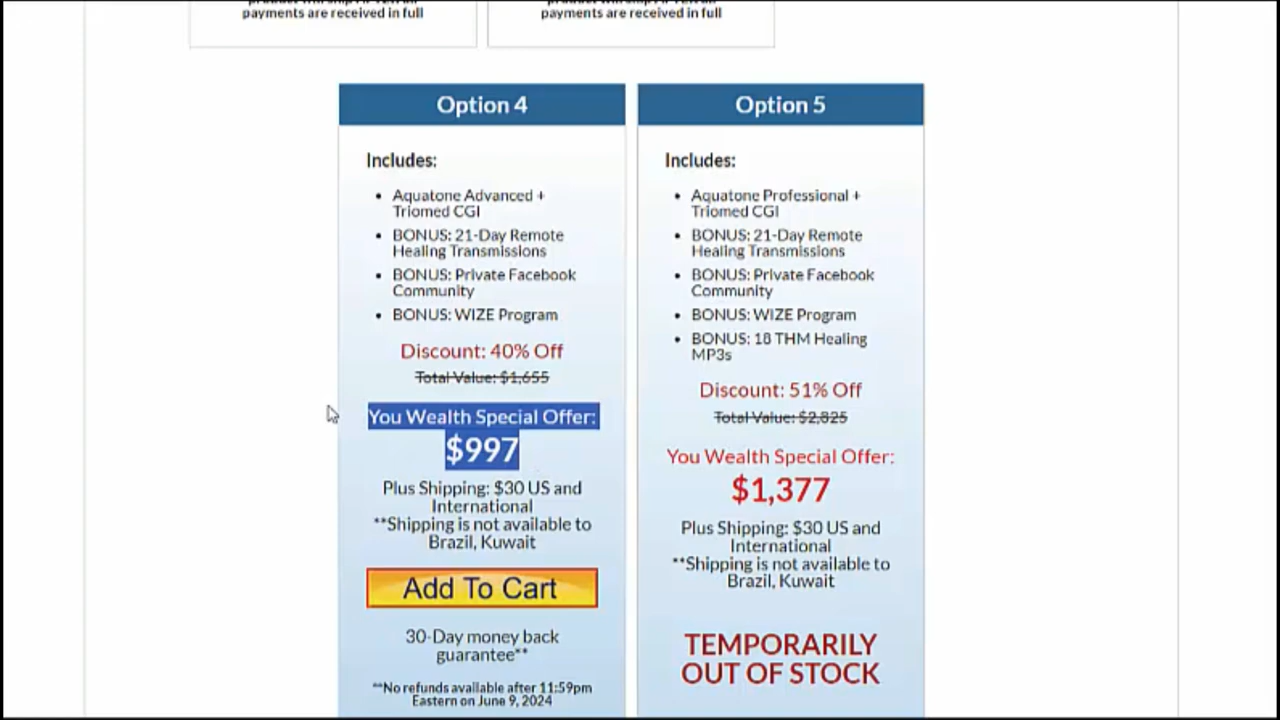 payments are received in full
payments are received in full
Option 4
Includes:
• Aquatone Advanced +
Triomed CGI
• BONUS: 21-Day Remote
Healing Transmissions
• BONUS: Private Facebook
Community
• BONUS: WIZE Program
Discount: 40% Off
Total Value: $1,655
You Wealth Special Offer:
$997
Plus Shipping: $30 US and
International
**Shipping is not available to
Brazil, Kuwait
Add To Cart
30-Day money back
guarantee**
**No refunds available after 11:59pm
Eastern on June 9, 2024
Option 5
Includes:
• Aquatone Professional +
Triomed CGI
• BONUS: 21-Day Remote
Healing Transmissions
• BONUS: Private Facebook
Community
• BONUS: WIZE Program
• BONUS: 18 THM Healing
MP3s
Discount: 51% Off
Total Value: $2,825
You Wealth Special Offer:
$1,377
Plus Shipping: $30 US and
International
**Shipping is not available to
Brazil, Kuwait
TEMPORARILY
OUT OF STOCK